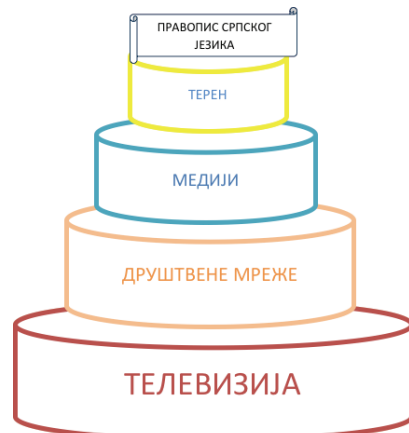 ПРАВОПИС СРПСКОГ
ЈЕЗИКА
ТЕРЕН
МЕДИЈИ
ДРУШТВЕНЕ МРЕЖЕ
ТЕЛЕВИЗИЈА